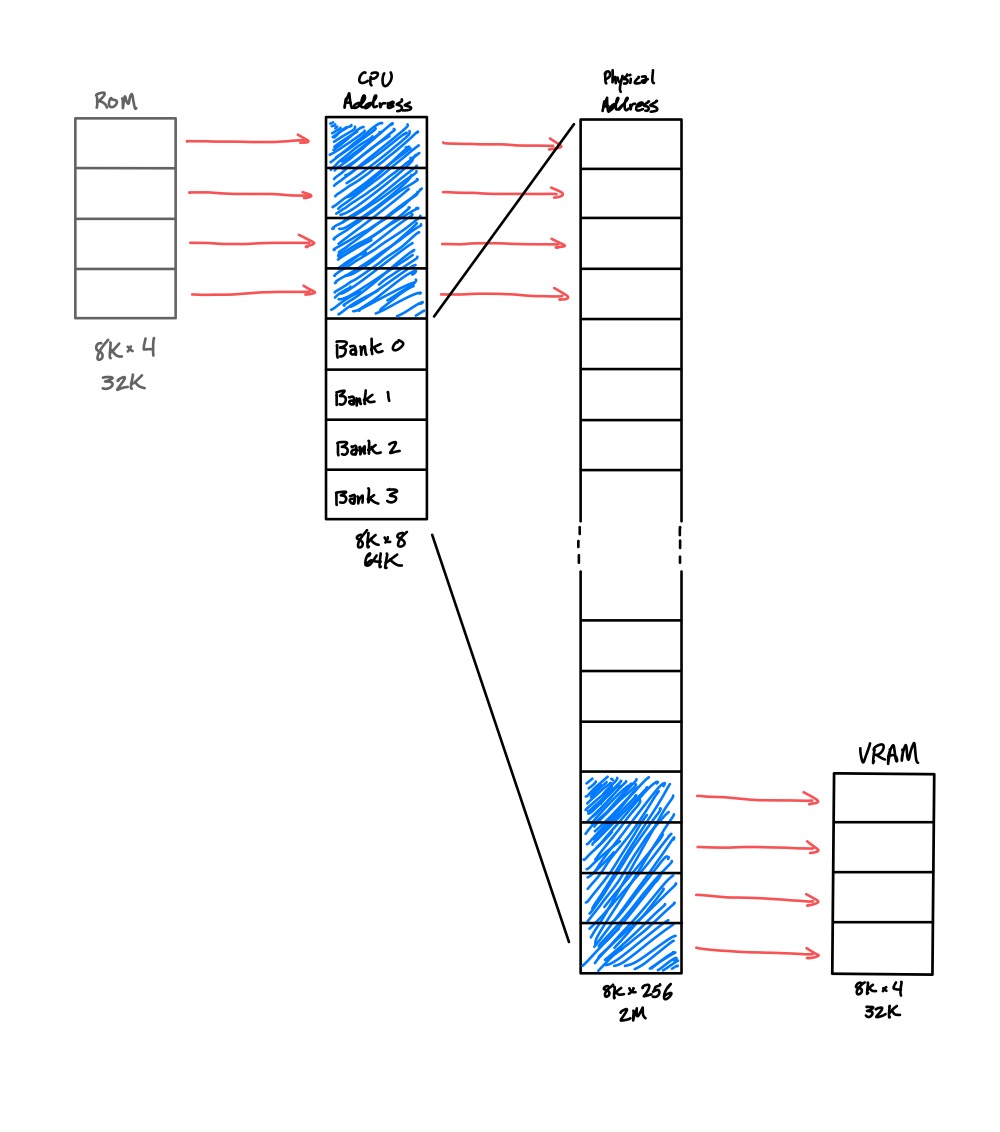 ROM
8K × 4
32K
CPU
Address
Bank 0
Bank 1
Bank 2
Bank 3
8K × 8
64K
Physical
Address
8K × 256
2M
VRAM
8K × 4
32K